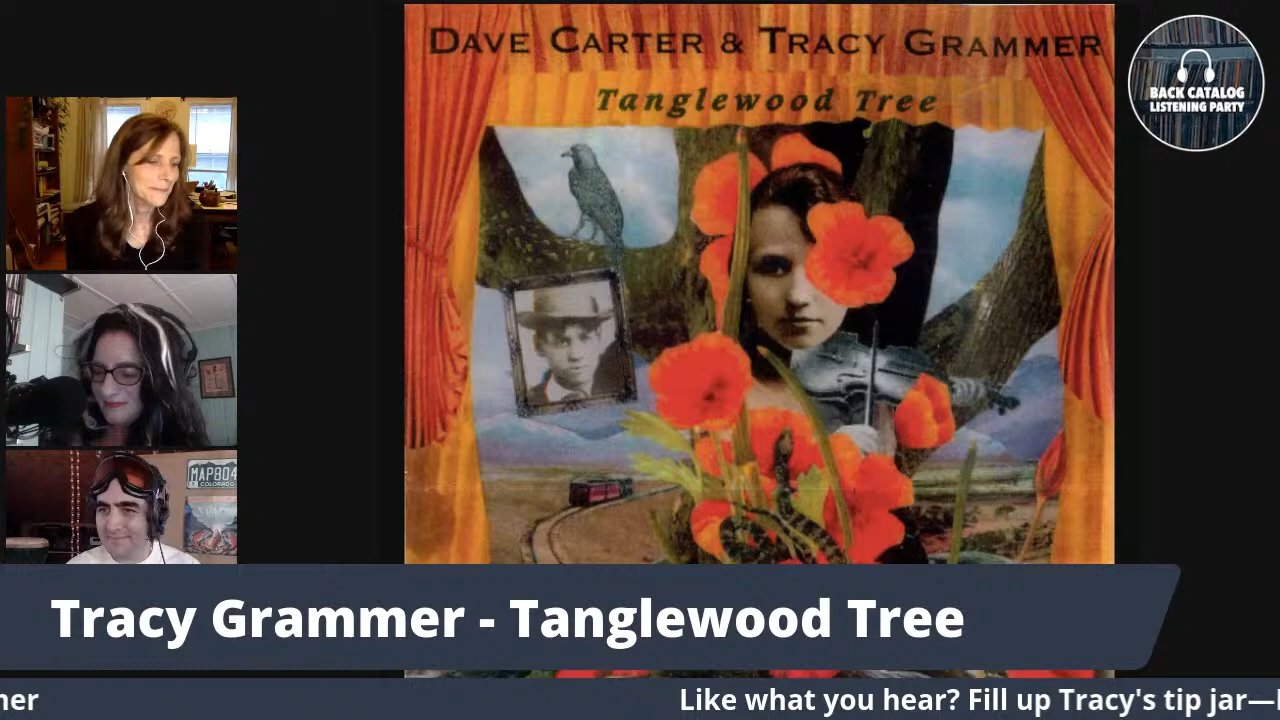 DAVE CARTER & TRACY GRAMMER
Tanglewood Tree
BACK CATALOG
LISTENING PARTY
MAP804
COLORADO
Tracy Grammer - Tanglewood Tree
ner
Like what you hear? Fill up Tracy's tip jar—